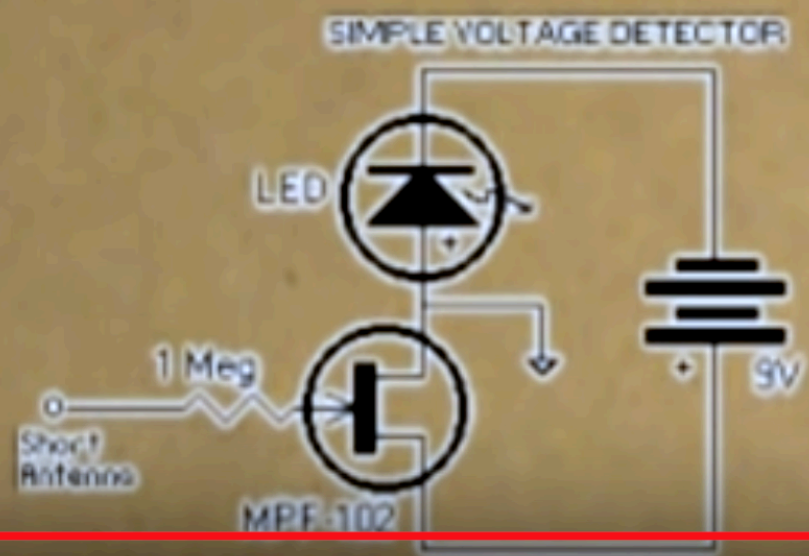 SIMPLE VOLTAGE DETECTOR
LED
+
1 Meg
+
9V
Short
Antenna
MPF-102